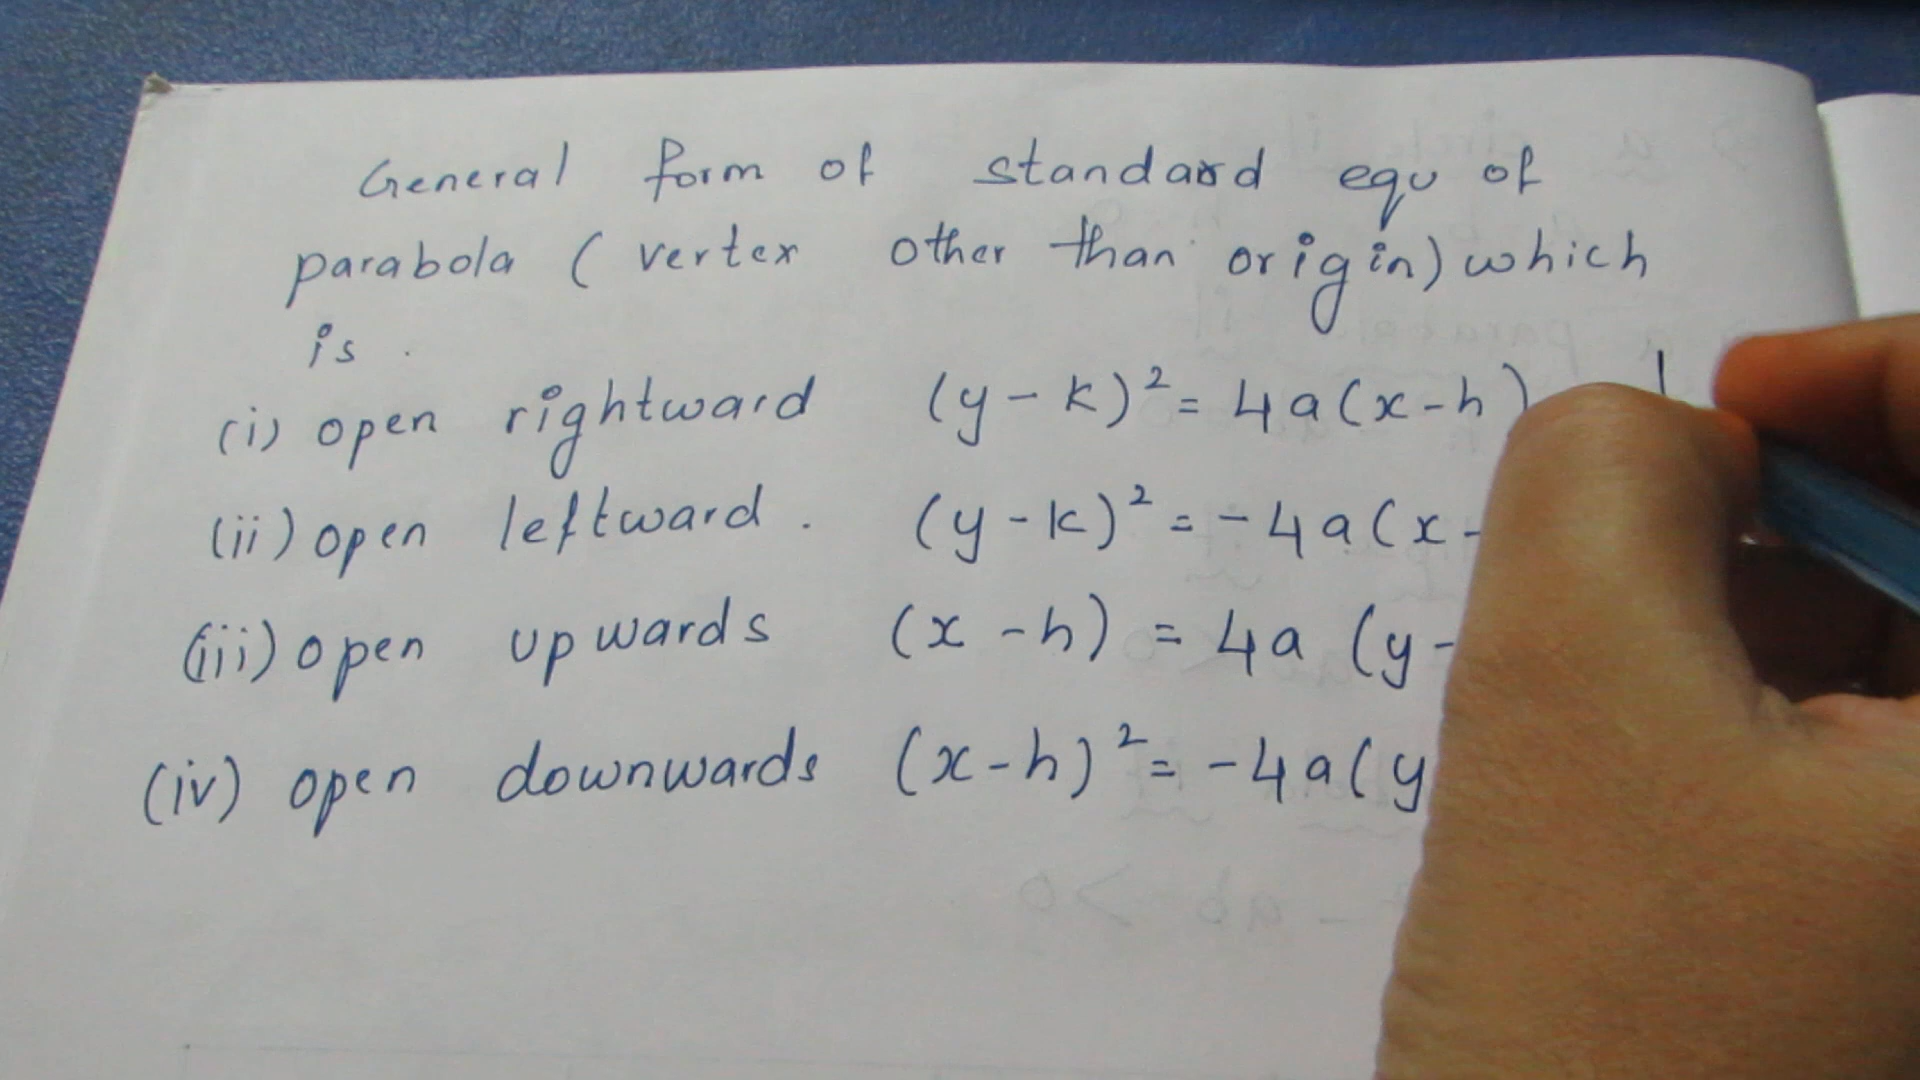 General form of standard equ of
parabola ( vertex other than origin) which
is .
(i) open rightward (y - k)² = 4a(x-h)
(ii) open leftward . (y - k)² = -4a(x -
(iii) open upwards (x - h) = 4a (y -
(iv) open downwards (x - h)² = -4a(y